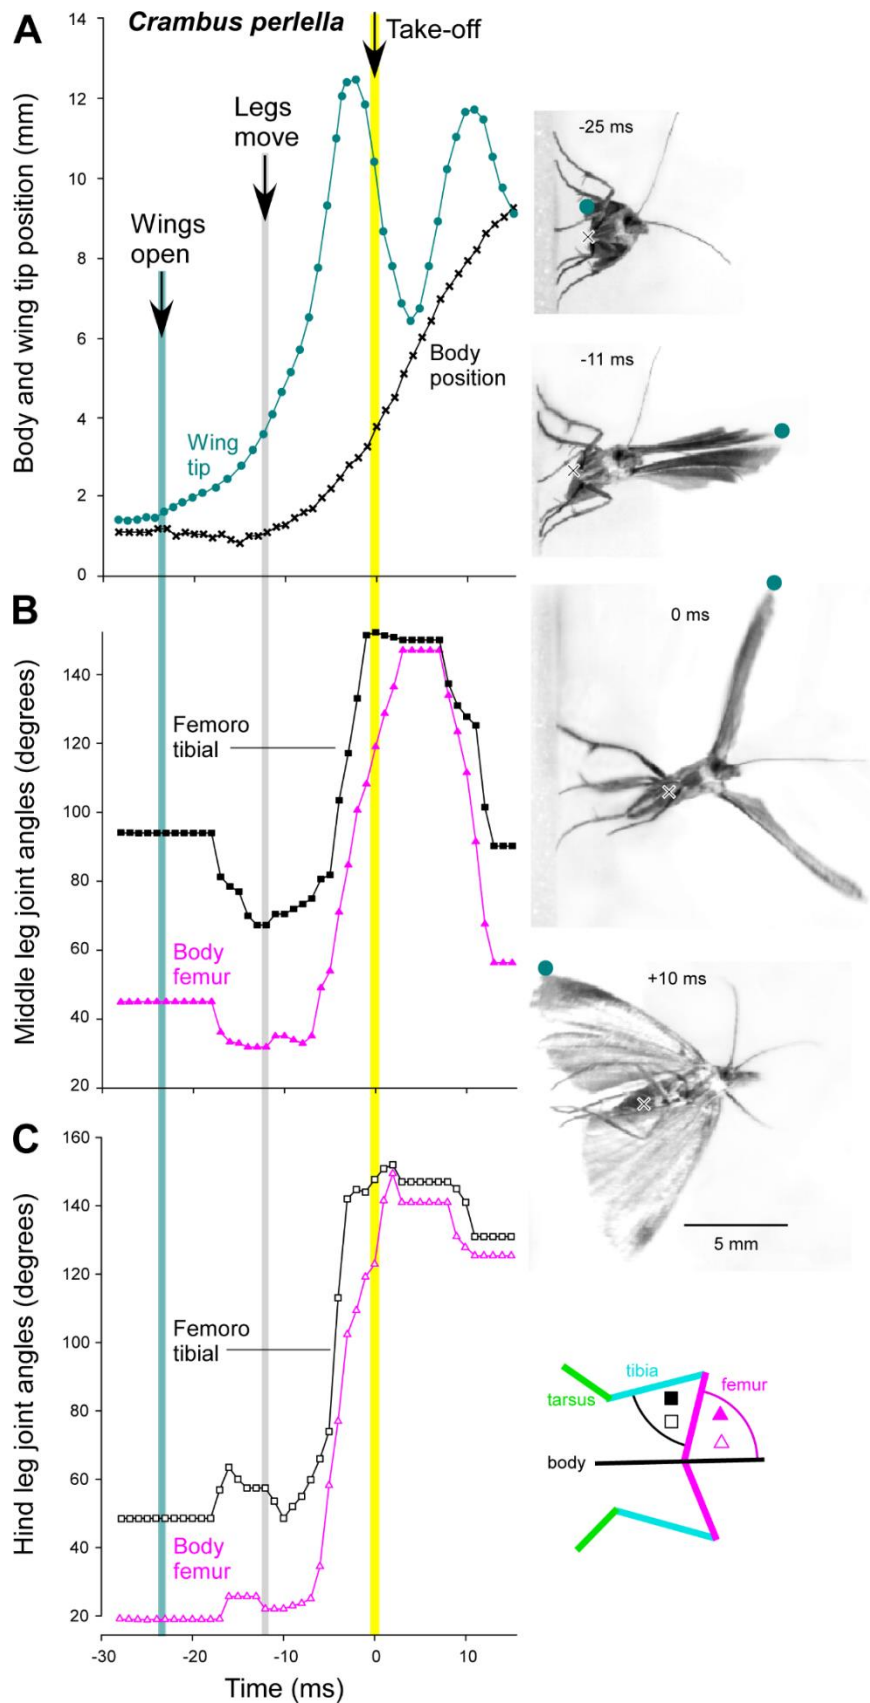 A
Crambus perlella
Take-off
Legs
move
Wings
open
Wing
tip
Body
position
Body and wing tip position (mm)
14
12
10
8
6
4
2
0
-25 ms
-11 ms
0 ms
+10 ms
5 mm
B
Middle leg joint angles (degrees)
140
120
100
80
60
40
20
Femoro
tibial
Body
femur
C
Hind leg joint angles (degrees)
160
140
120
100
80
60
40
20
Femoro
tibial
Body
femur
-30
-20
-10
0
10
Time (ms)
tibia
femur
tarsus
body